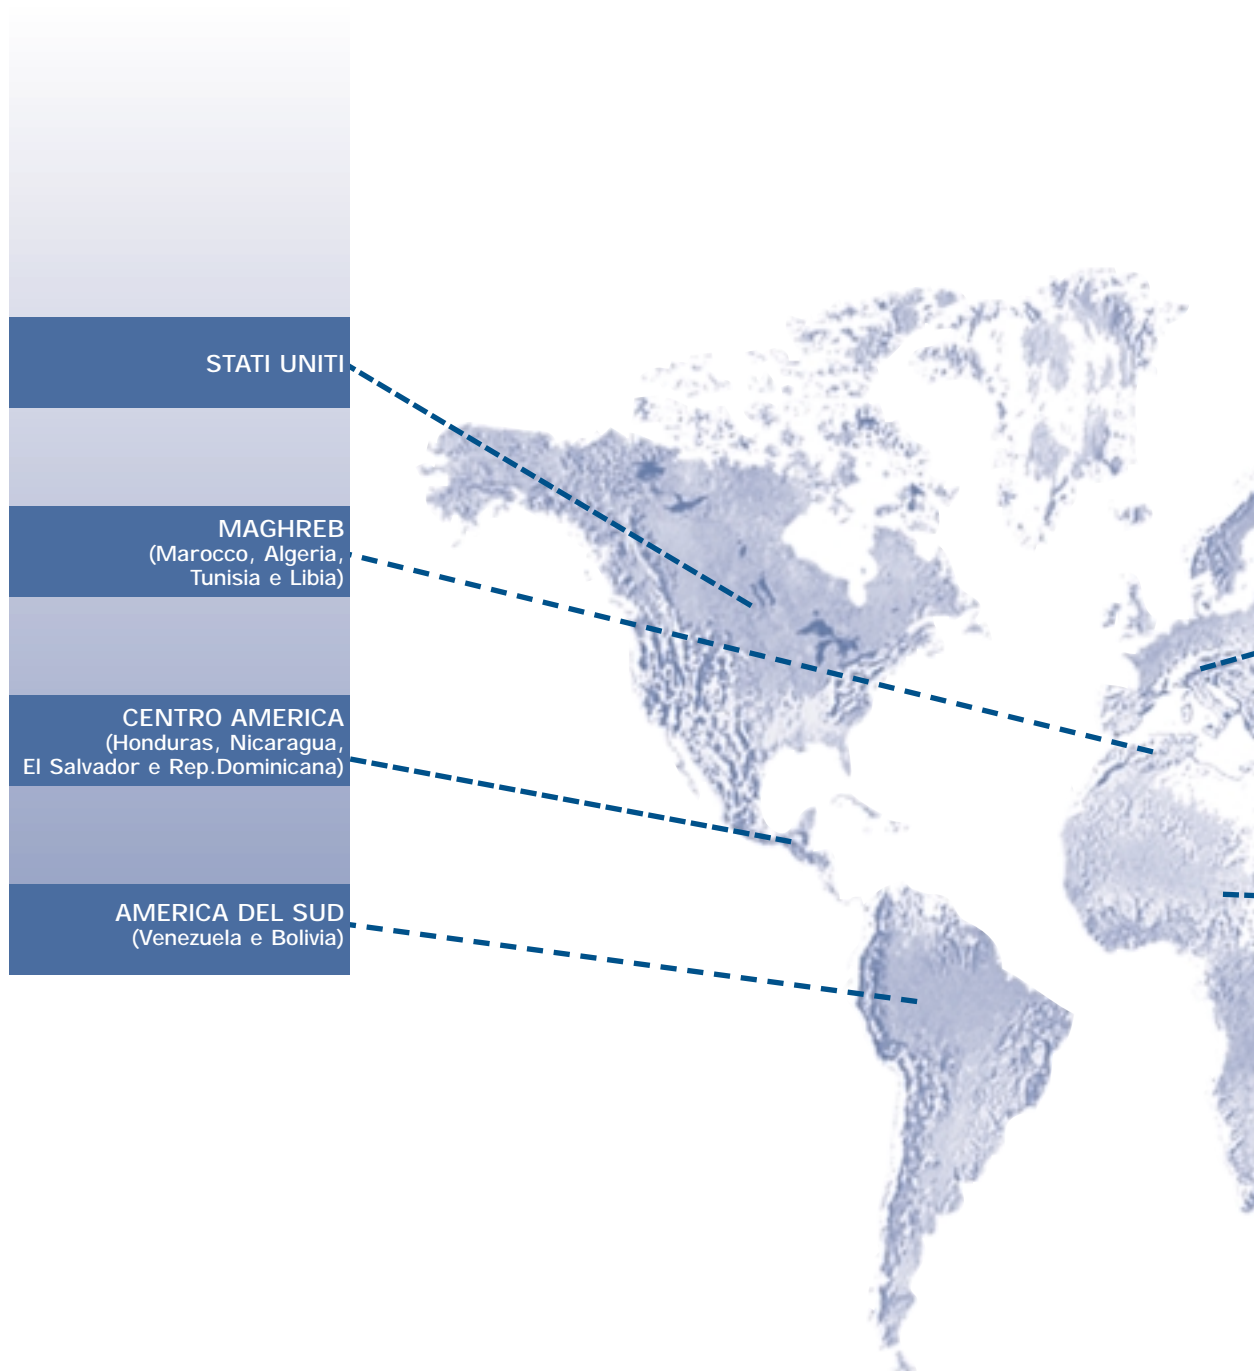 STATI UNITI
MAGHREB
(Marocco, Algeria,
Tunisia e Libia)
CENTRO AMERICA
(Honduras, Nicaragua,
El Salvador e Rep.Dominicana)
AMERICA DEL SUD
(Venezuela e Bolivia)